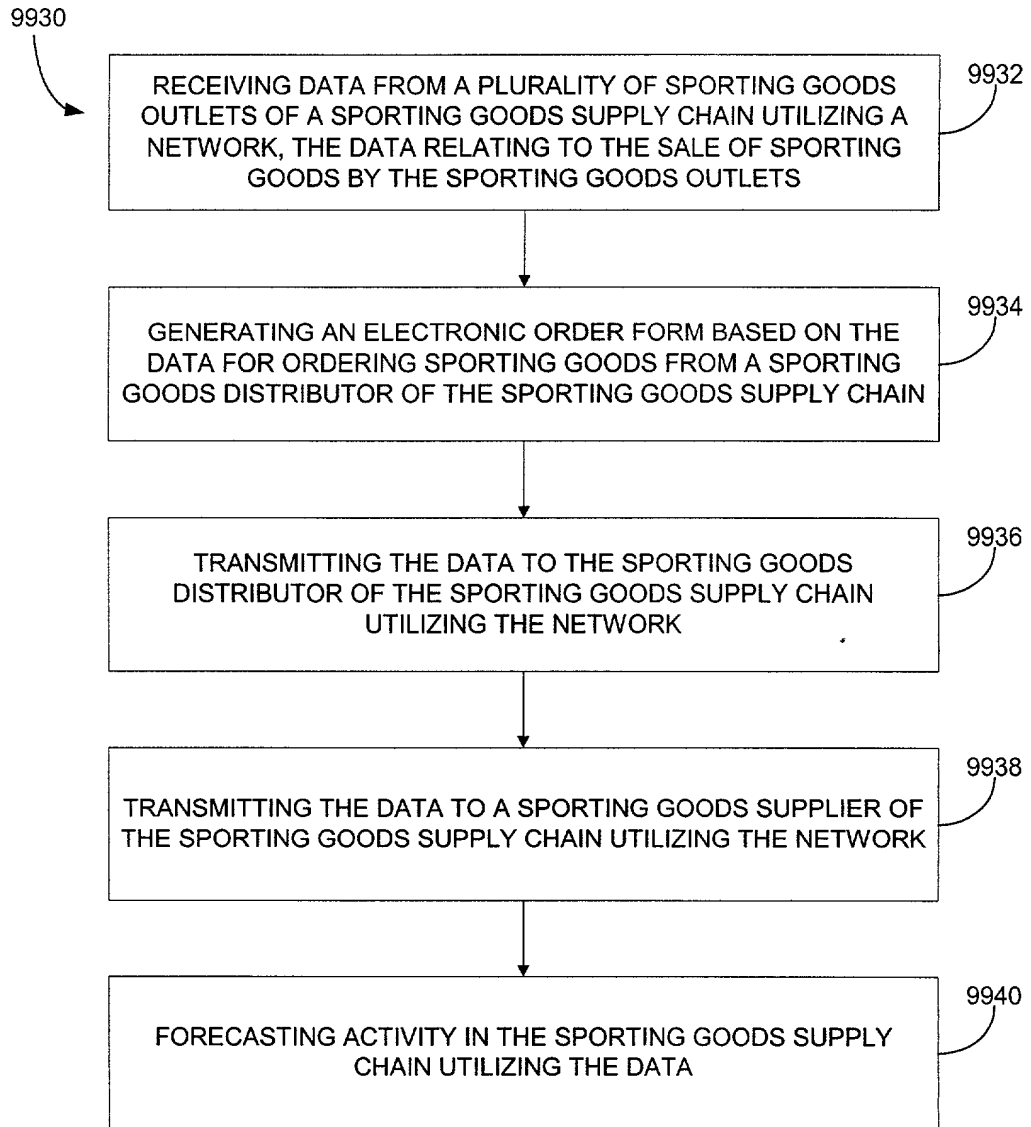 9930
RECEIVING DATA FROM A PLURALITY OF SPORTING GOODS
OUTLETS OF A SPORTING GOODS SUPPLY CHAIN UTILIZING A
NETWORK, THE DATA RELATING TO THE SALE OF SPORTING
GOODS BY THE SPORTING GOODS OUTLETS
9932
GENERATING AN ELECTRONIC ORDER FORM BASED ON THE
DATA FOR ORDERING SPORTING GOODS FROM A SPORTING
GOODS DISTRIBUTOR OF THE SPORTING GOODS SUPPLY CHAIN
9934
TRANSMITTING THE DATA TO THE SPORTING GOODS
DISTRIBUTOR OF THE SPORTING GOODS SUPPLY CHAIN
UTILIZING THE NETWORK
9936
TRANSMITTING THE DATA TO A SPORTING GOODS SUPPLIER OF
THE SPORTING GOODS SUPPLY CHAIN UTILIZING THE NETWORK
9938
FORECASTING ACTIVITY IN THE SPORTING GOODS SUPPLY
CHAIN UTILIZING THE DATA
9940